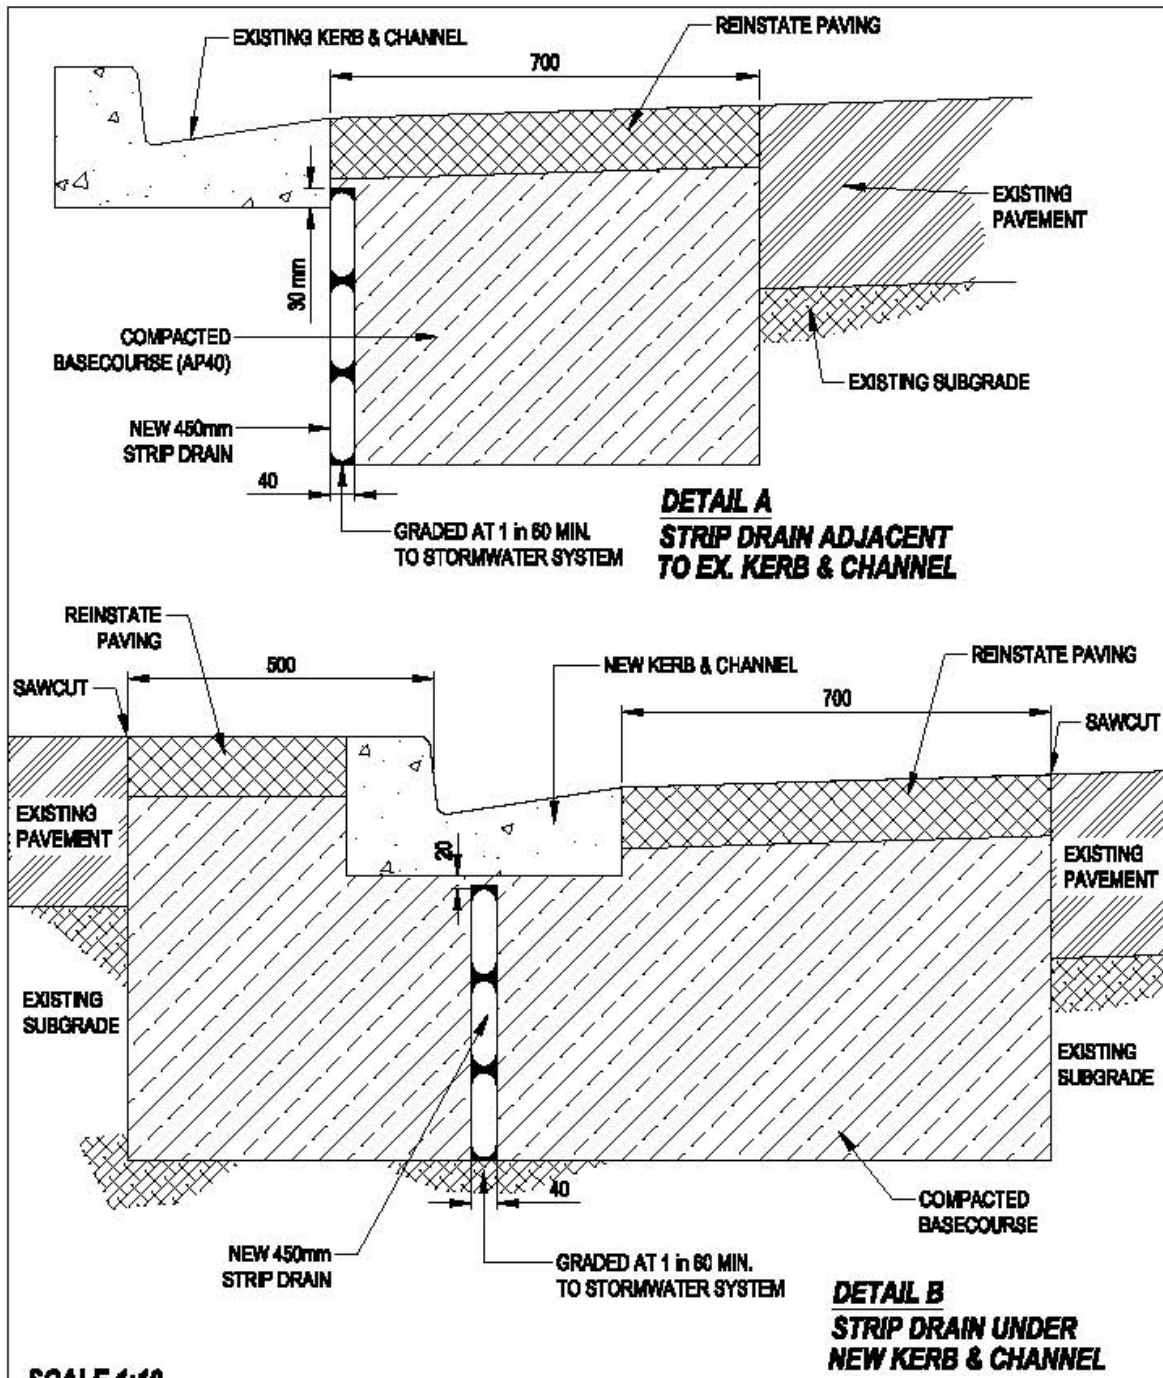 EXISTING KERB & CHANNEL
REINSTATE PAVING
700
EXISTING
PAVEMENT
30 mm
COMPACTED
BASECOURSE (AP40)
EXISTING SUBGRADE
NEW 450mm
STRIP DRAIN
40
GRADED AT 1 in 60 MIN.
TO STORMWATER SYSTEM
DETAIL A
STRIP DRAIN ADJACENT
TO EX. KERB & CHANNEL
REINSTATE
PAVING
500
NEW KERB & CHANNEL
REINSTATE PAVING
SAWCUT
700
SAWCUT
EXISTING
PAVEMENT
20
EXISTING
PAVEMENT
EXISTING
SUBGRADE
EXISTING
SUBGRADE
40
COMPACTED
BASECOURSE
NEW 450mm
STRIP DRAIN
GRADED AT 1 in 60 MIN.
TO STORMWATER SYSTEM
DETAIL B
STRIP DRAIN UNDER
NEW KERB & CHANNEL